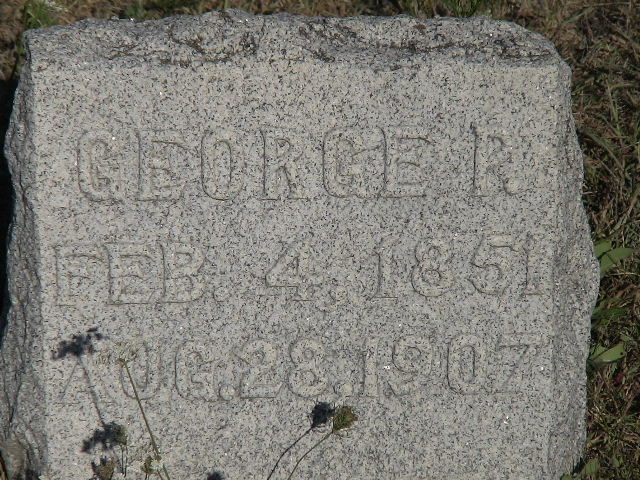 GEORGE R
FEB. 4, 1851
AUG. 28. 1907